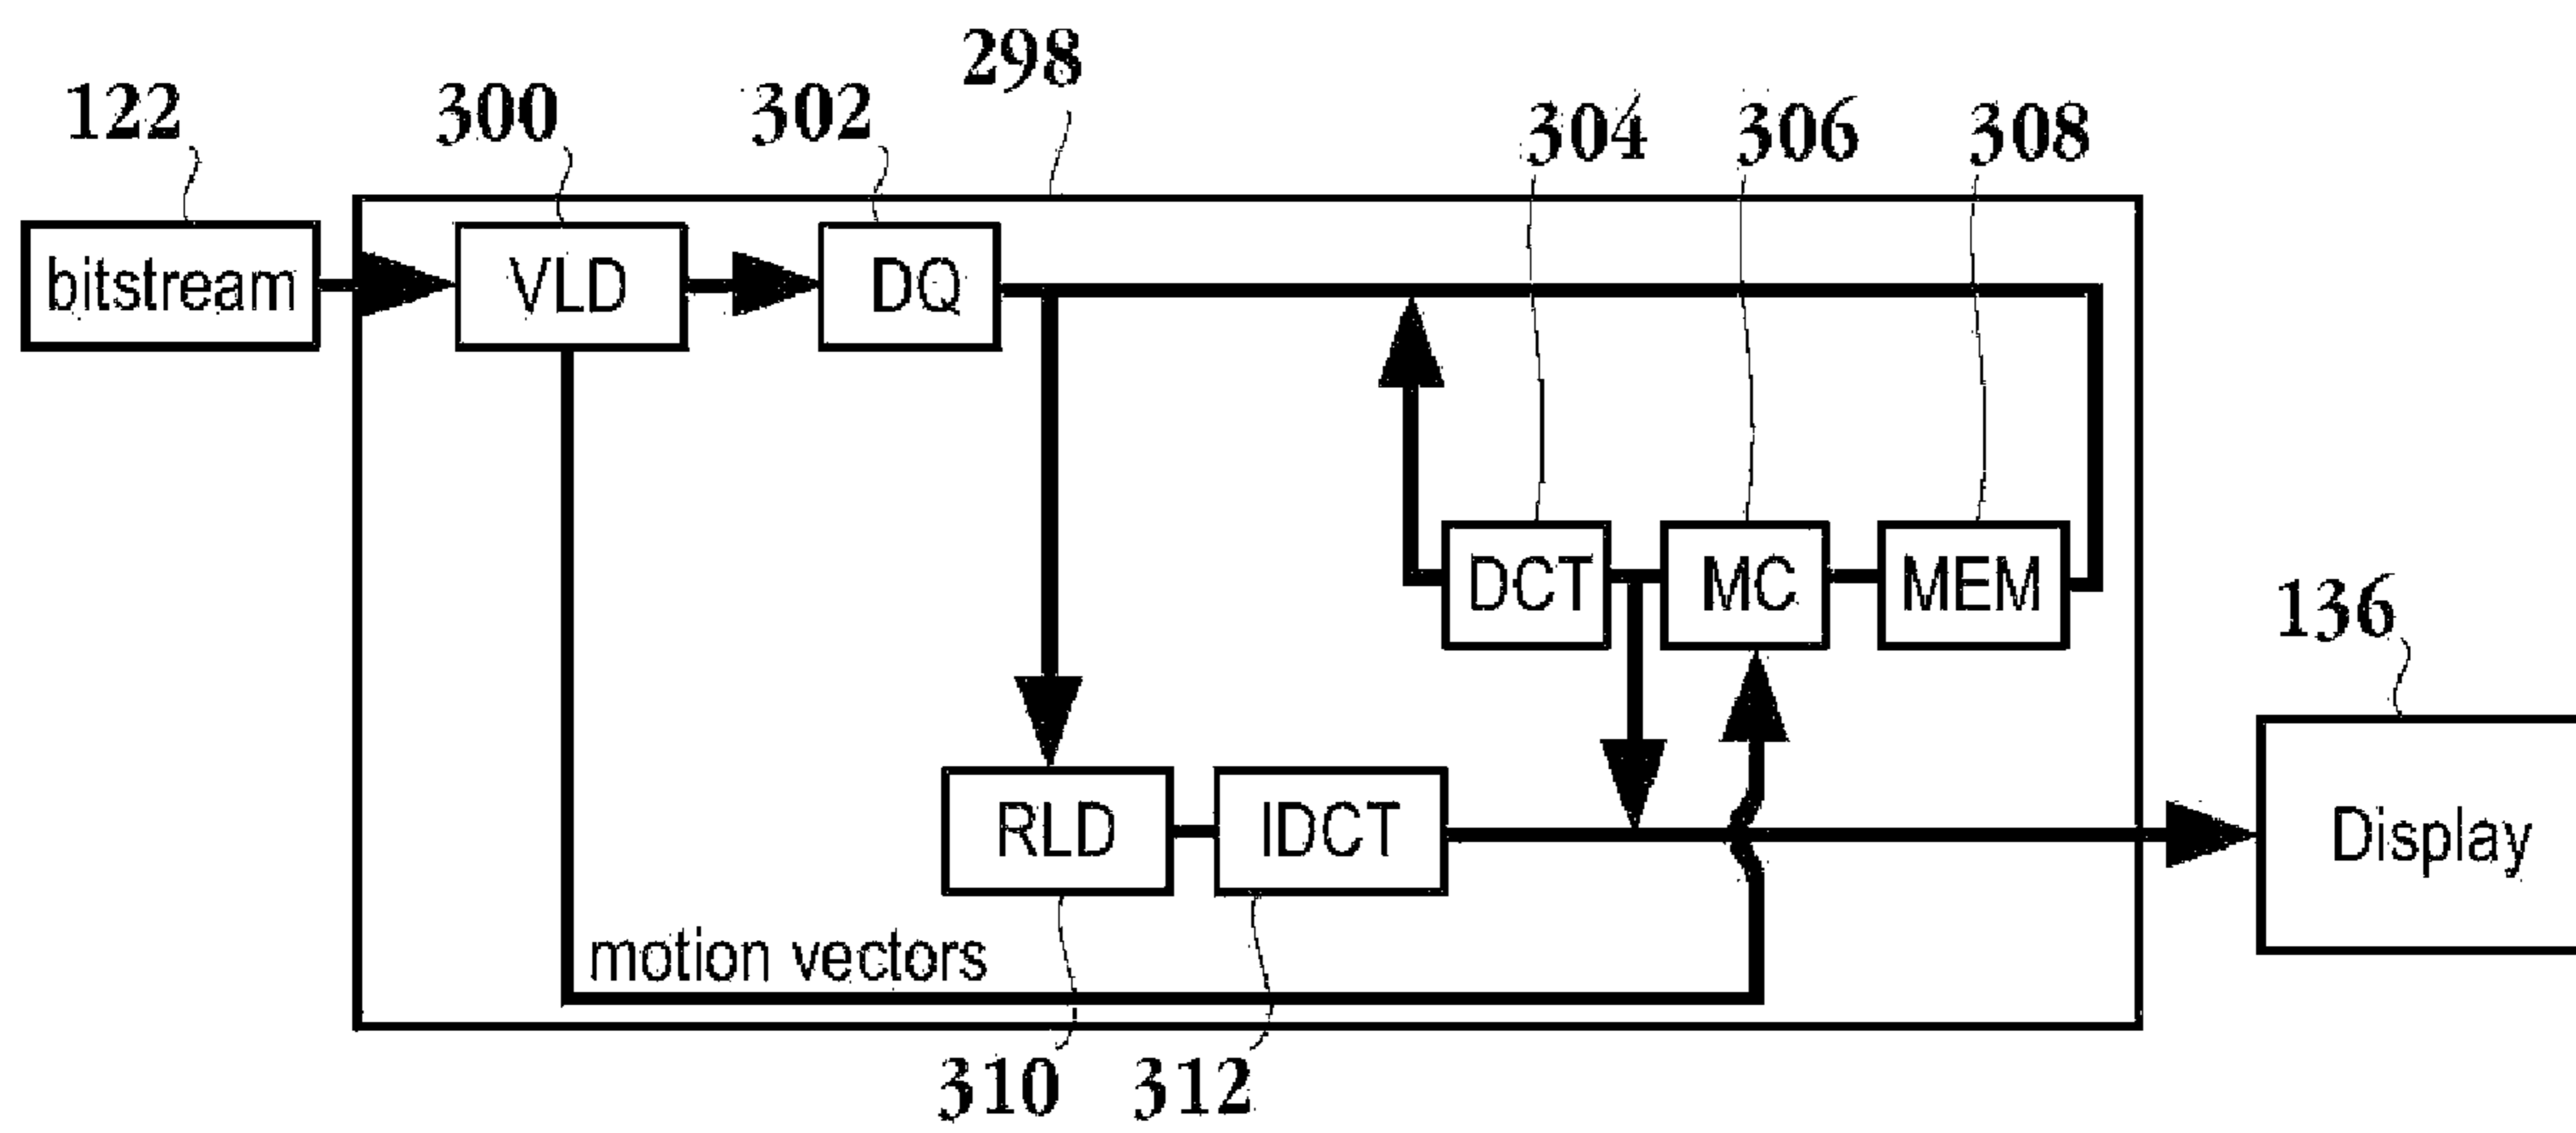 298
122 300 302
304 306 308
bitstream VLD DQ
DCT MC MEM
136
RLD IDCT Display
motion vectors
310 312